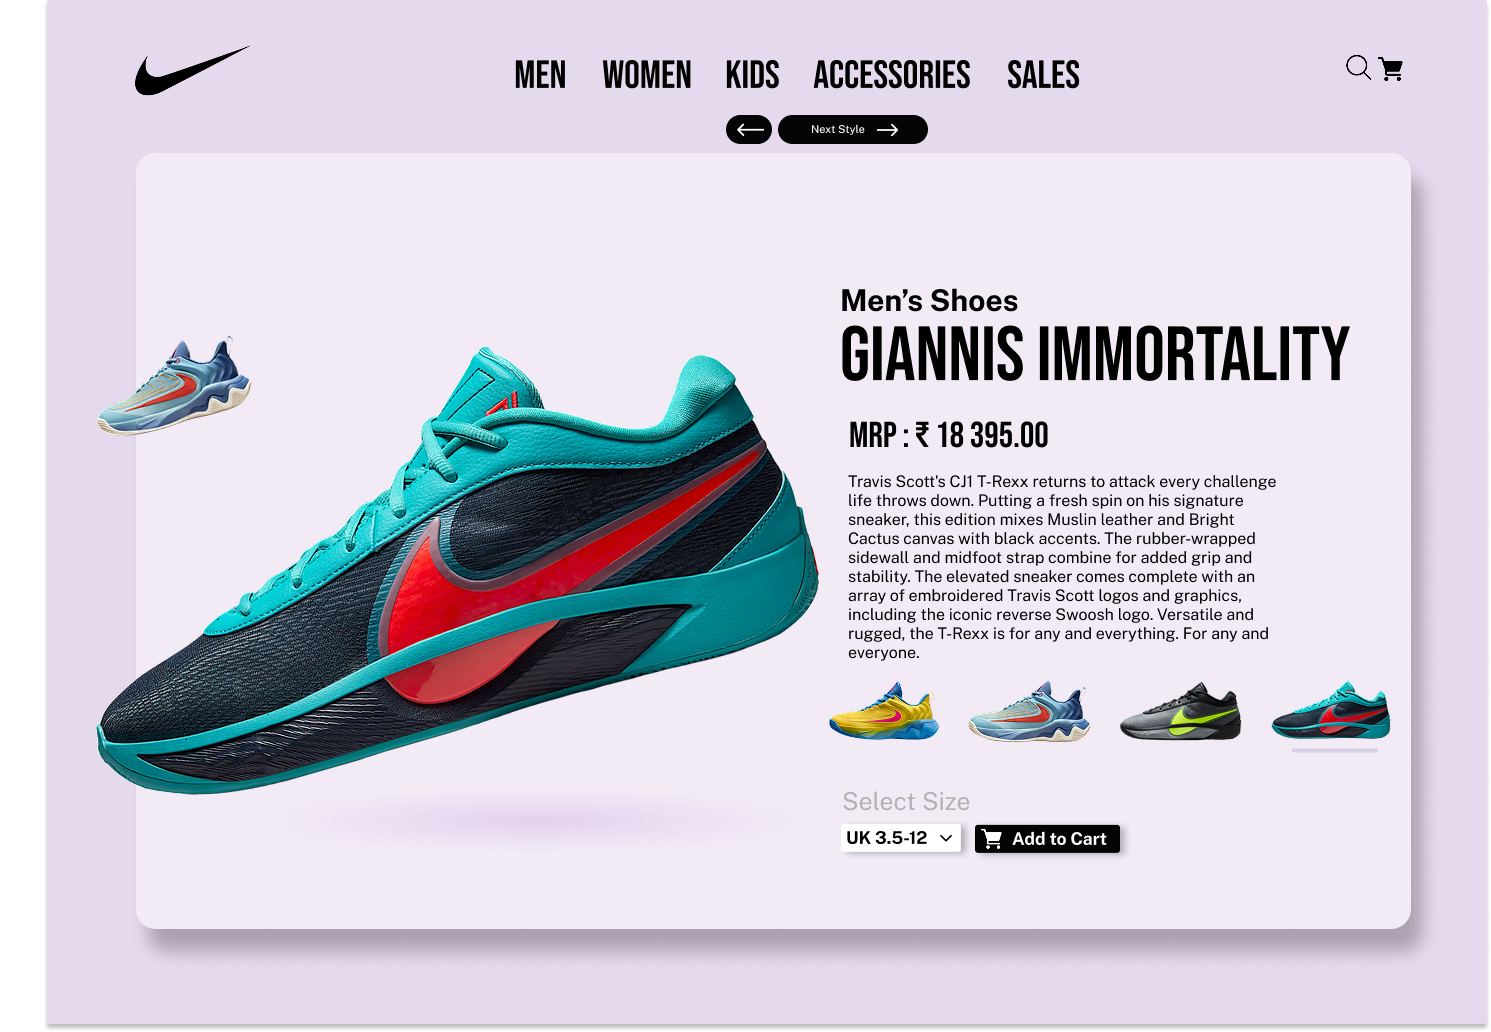 MEN WOMEN KIDS ACCESSORIES SALES
Next Style
Men’s Shoes
GIANNIS IMMORTALITY
MRP : ₹ 18 395.00
Travis Scott's CJ1 T-Rexx returns to attack every challenge
life throws down. Putting a fresh spin on his signature
sneaker, this edition mixes Muslin leather and Bright
Cactus canvas with black accents. The rubber-wrapped
sidewall and midfoot strap combine for added grip and
stability. The elevated sneaker comes complete with an
array of embroidered Travis Scott logos and graphics,
including the iconic reverse Swoosh logo. Versatile and
rugged, the T-Rexx is for any and everything. For any and
everyone.
Select Size
UK 3.5-12
Add to Cart